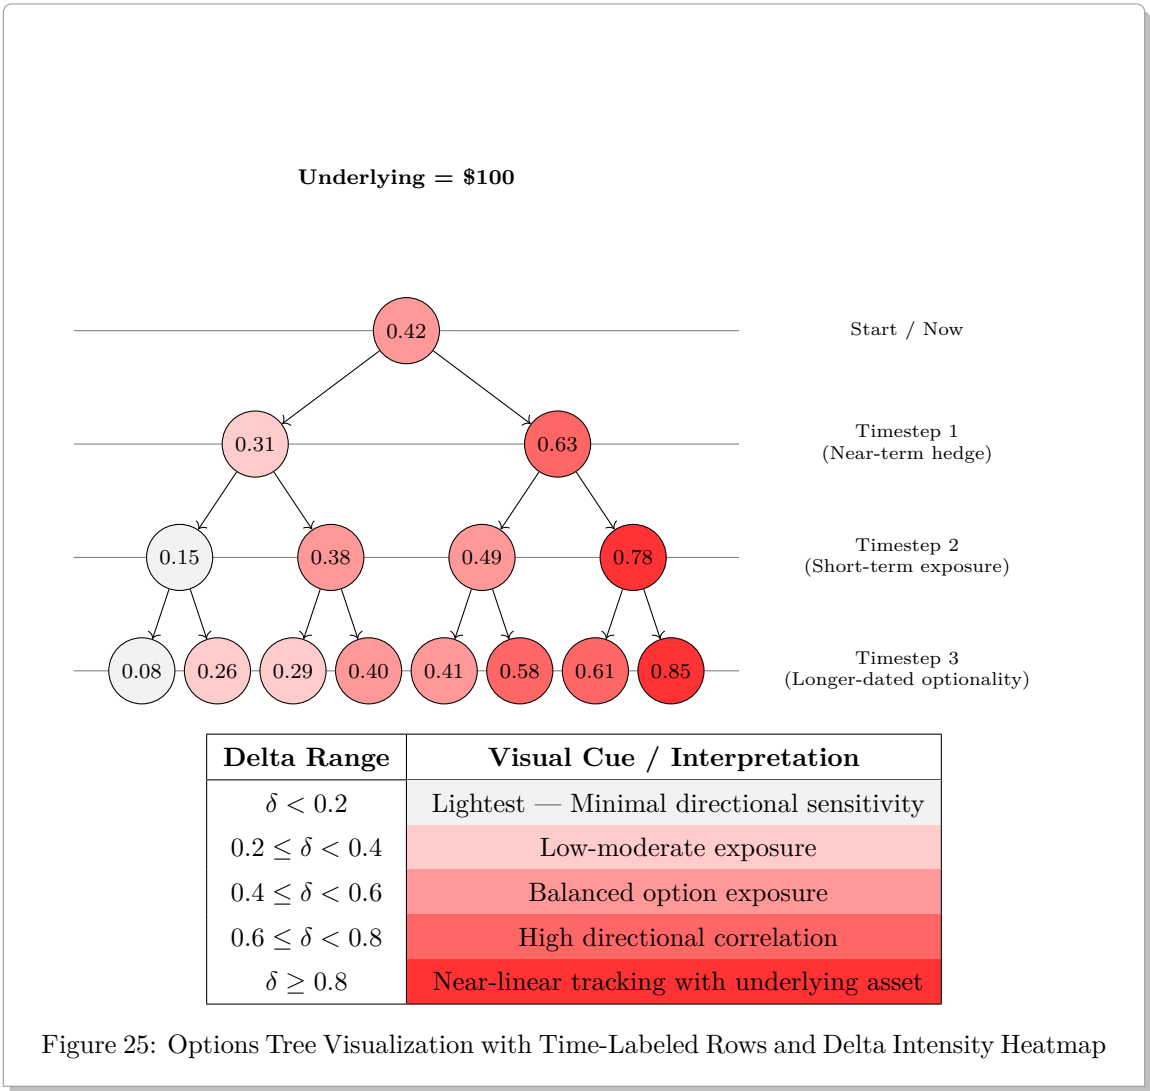 Underlying = $100
0.42 Start / Now
0.31 0.63 Timestep 1
(Near-term hedge)
0.15 0.38 0.49 0.78 Timestep 2
(Short-term exposure)
0.08 0.26 0.29 0.40 0.41 0.58 0.61 0.85 Timestep 3
(Longer-dated optionality)
Delta Range Visual Cue / Interpretation
δ < 0.2 Lightest — Minimal directional sensitivity
0.2 ≤ δ < 0.4 Low-moderate exposure
0.4 ≤ δ < 0.6 Balanced option exposure
0.6 ≤ δ < 0.8 High directional correlation
δ ≥ 0.8 Near-linear tracking with underlying asset
Figure 25: Options Tree Visualization with Time-Labeled Rows and Delta Intensity Heatmap